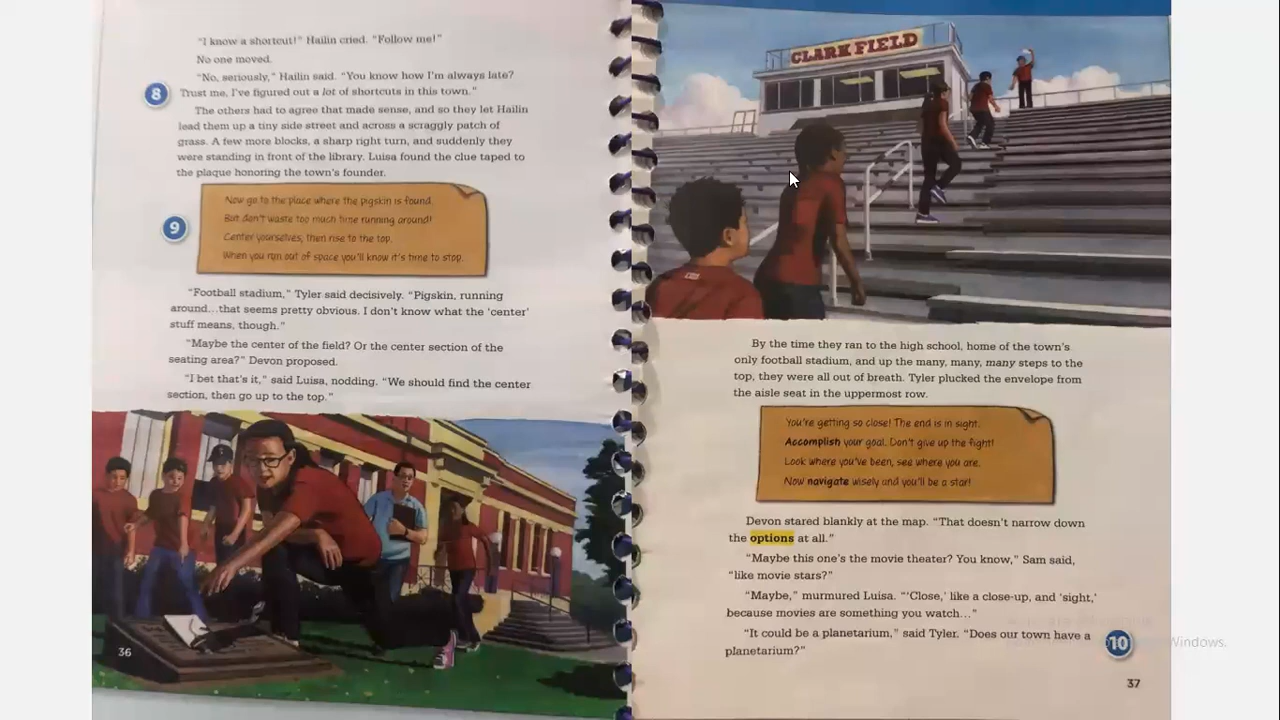 "I know a shortcut!" Hailin cried. "Follow me!"
No one moved.
"No, seriously," Hailin said. "You know how I'm always late?
8
Trust me, I've figured out a lot of shortcuts in this town."
The others had to agree that made sense, and so they let Hailin
lead them up a tiny side street and across a scraggly patch of
grass. A few more blocks, a sharp right turn, and suddenly they
were standing in front of the library. Luisa found the clue taped to
the plaque honoring the town's founder.
Now go to the place where the pigskin is found.
But don't waste too much time running around!
9
Center yourselves, then rise to the top.
When you run out of space you'll know it's time to stop.
"Football stadium," Tyler said decisively. "Pigskin, running
around...that seems pretty obvious. I don't know what the 'center'
stuff means, though."
"Maybe the center of the field? Or the center section of the
seating area?" Devon proposed.
"I bet that's it," said Luisa, nodding. "We should find the center
section, then go up to the top."
36
CLARK FIELD
By the time they ran to the high school, home of the town's
only football stadium, and up the many, many, many steps to the
top, they were all out of breath. Tyler plucked the envelope from
the aisle seat in the uppermost row.
You're getting so close! The end is in sight.
Accomplish your goal. Don't give up the fight!
Look where you've been, see where you are.
Now navigate wisely and you'll be a star!
Devon stared blankly at the map. "That doesn't narrow down
the options at all."
"Maybe this one's the movie theater? You know," Sam said,
"like movie stars?"
"Maybe," murmured Luisa. "'Close,' like a close-up, and 'sight,'
because movies are something you watch..."
"It could be a planetarium," said Tyler. "Does our town have a
planetarium?"
10
Windows.
37